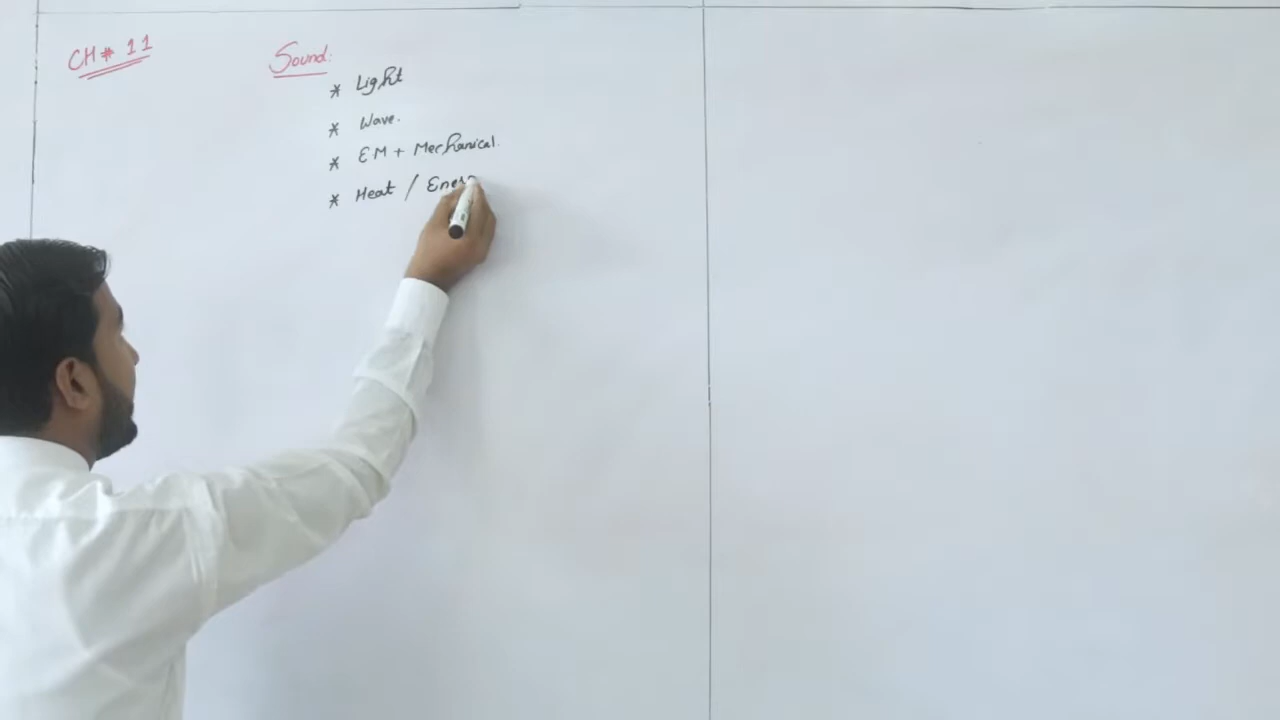 CH# 11
Sound:
* Light
* Wave.
* EM + Mechanical.
* Heat / Energ